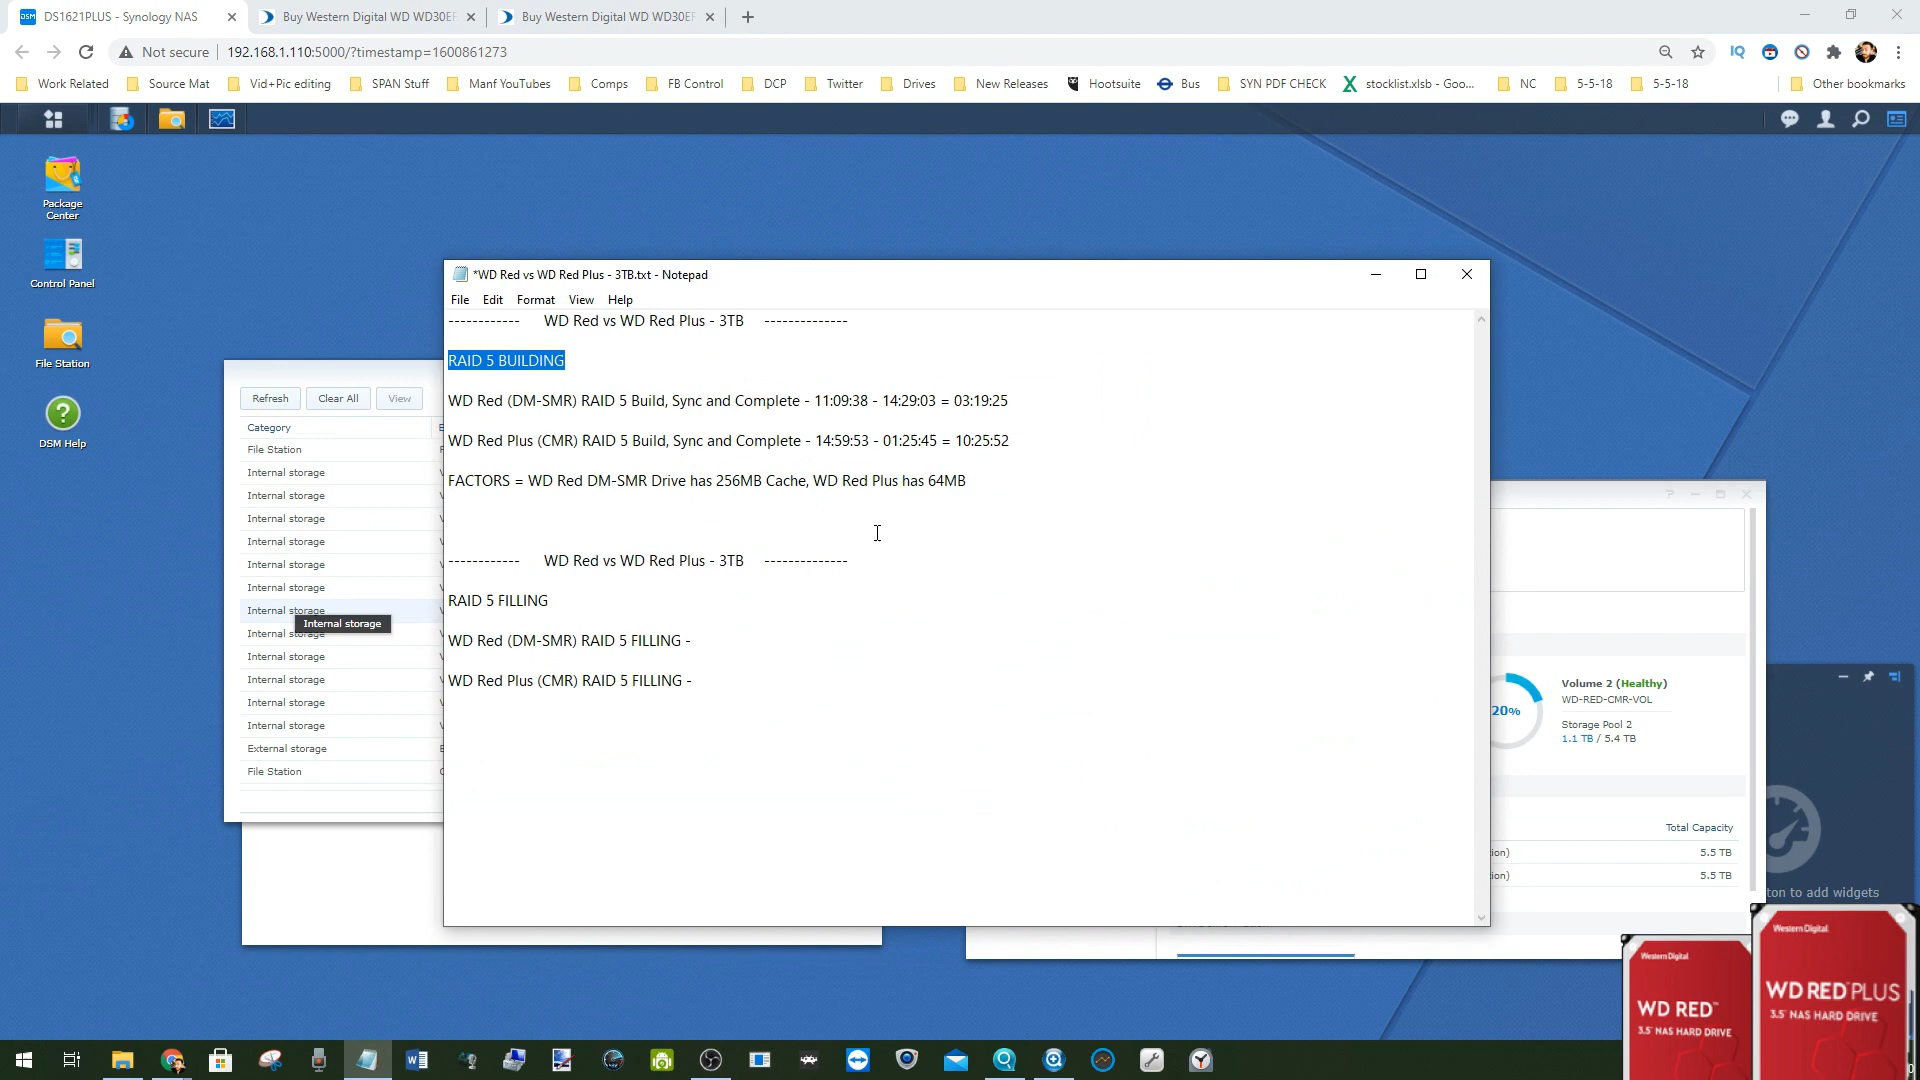 DS1621PLUS - Synology NAS
Buy Western Digital WD WD30EF
Buy Western Digital WD WD30EF
Not secure
192.168.1.110:5000/?timestamp=1600861273
Work Related
Source Mat
Vid+Pic editing
SPAN Stuff
Manf YouTubes
Comps
FB Control
DCP
Twitter
Drives
New Releases
Hootsuite
Bus
SYN PDF CHECK
stocklist.xlsb - Goo...
NC
5-5-18
5-5-18
Other bookmarks
Package
Center
Control Panel
File Station
DSM Help
Refresh
Clear All
View
Category
File Station
Internal storage
Internal storage
Internal storage
Internal storage
Internal storage
Internal storage
Internal storage
Internal storage
Internal storage
Internal storage
Internal storage
Internal storage
Internal storage
External storage
File Station
*WD Red vs WD Red Plus - 3TB.txt - Notepad
File Edit Format View Help
------------ WD Red vs WD Red Plus - 3TB --------------
RAID 5 BUILDING
WD Red (DM-SMR) RAID 5 Build, Sync and Complete - 11:09:38 - 14:29:03 = 03:19:25
WD Red Plus (CMR) RAID 5 Build, Sync and Complete - 14:59:53 - 01:25:45 = 10:25:52
FACTORS = WD Red DM-SMR Drive has 256MB Cache, WD Red Plus has 64MB
------------ WD Red vs WD Red Plus - 3TB --------------
RAID 5 FILLING
WD Red (DM-SMR) RAID 5 FILLING -
WD Red Plus (CMR) RAID 5 FILLING -
20%
Volume 2 (Healthy)
WD-RED-CMR-VOL
Storage Pool 2
1.1 TB / 5.4 TB
Total Capacity
5.5 TB
5.5 TB
ton to add widgets
Western Digital
WD RED™
3.5" NAS HARD DRIVE
Western Digital
WD RED PLUS
3.5" NAS HARD DRIVE